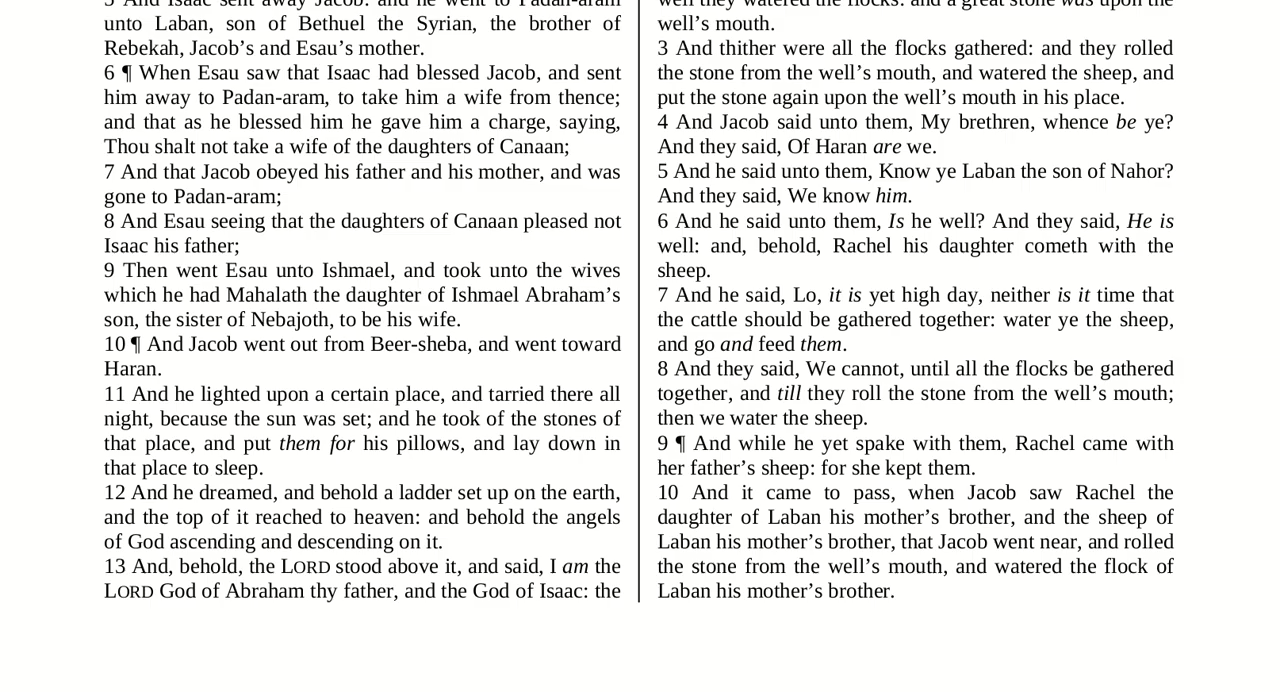 5 And Isaac sent away Jacob: and he went to Padan-aram
unto Laban, son of Bethuel the Syrian, the brother of
Rebekah, Jacob’s and Esau’s mother.
6 ¶ When Esau saw that Isaac had blessed Jacob, and sent
him away to Padan-aram, to take him a wife from thence;
and that as he blessed him he gave him a charge, saying,
Thou shalt not take a wife of the daughters of Canaan;
7 And that Jacob obeyed his father and his mother, and was
gone to Padan-aram;
8 And Esau seeing that the daughters of Canaan pleased not
Isaac his father;
9 Then went Esau unto Ishmael, and took unto the wives
which he had Mahalath the daughter of Ishmael Abraham’s
son, the sister of Nebajoth, to be his wife.
10 ¶ And Jacob went out from Beer-sheba, and went toward
Haran.
11 And he lighted upon a certain place, and tarried there all
night, because the sun was set; and he took of the stones of
that place, and put them for his pillows, and lay down in
that place to sleep.
12 And he dreamed, and behold a ladder set up on the earth,
and the top of it reached to heaven: and behold the angels
of God ascending and descending on it.
13 And, behold, the LORD stood above it, and said, I am the
LORD God of Abraham thy father, and the God of Isaac: the
well they watered the flocks: and a great stone was upon the
well’s mouth.
3 And thither were all the flocks gathered: and they rolled
the stone from the well’s mouth, and watered the sheep, and
put the stone again upon the well’s mouth in his place.
4 And Jacob said unto them, My brethren, whence be ye?
And they said, Of Haran are we.
5 And he said unto them, Know ye Laban the son of Nahor?
And they said, We know him.
6 And he said unto them, Is he well? And they said, He is
well: and, behold, Rachel his daughter cometh with the
sheep.
7 And he said, Lo, it is yet high day, neither is it time that
the cattle should be gathered together: water ye the sheep,
and go and feed them.
8 And they said, We cannot, until all the flocks be gathered
together, and till they roll the stone from the well’s mouth;
then we water the sheep.
9 ¶ And while he yet spake with them, Rachel came with
her father’s sheep: for she kept them.
10 And it came to pass, when Jacob saw Rachel the
daughter of Laban his mother’s brother, and the sheep of
Laban his mother’s brother, that Jacob went near, and rolled
the stone from the well’s mouth, and watered the flock of
Laban his mother’s brother.